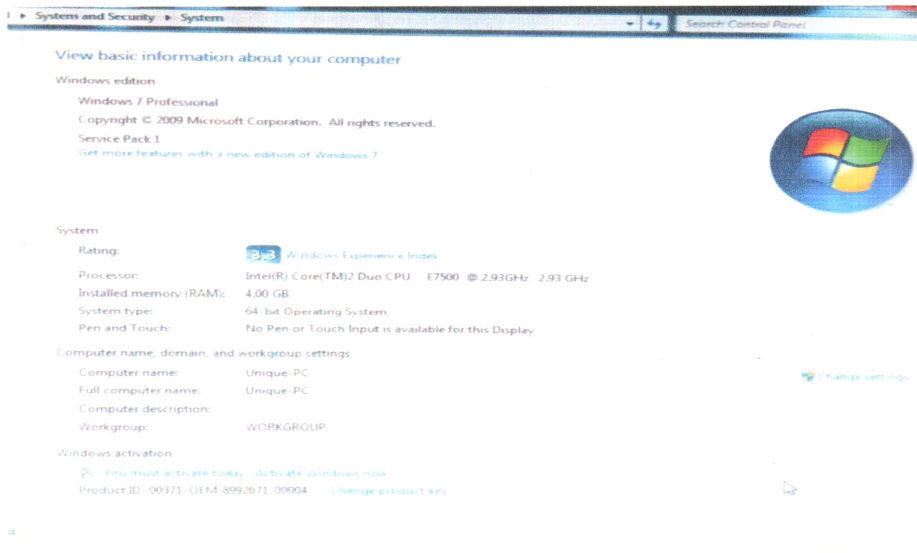 System and Security ▸ System
Search Control Panel
View basic information about your computer
Windows edition
Windows 7 Professional
Copyright © 2009 Microsoft Corporation. All rights reserved.
Service Pack 1
Get more features with a new edition of Windows 7
System
Rating: 3.3 Windows Experience Index
Processor: Intel(R) Core(TM)2 Duo CPU E7500 @ 2.93GHz 2.93 GHz
Installed memory (RAM): 4.00 GB
System type: 64-bit Operating System
Pen and Touch: No Pen or Touch Input is available for this Display
Computer name, domain, and workgroup settings
Computer name: Unique-PC
Change settings
Full computer name: Unique-PC
Computer description:
Workgroup: WORKGROUP
Windows activation
You must activate today. Activate Windows now
Product ID: 00371-OEM-8992671-00004 Change product key